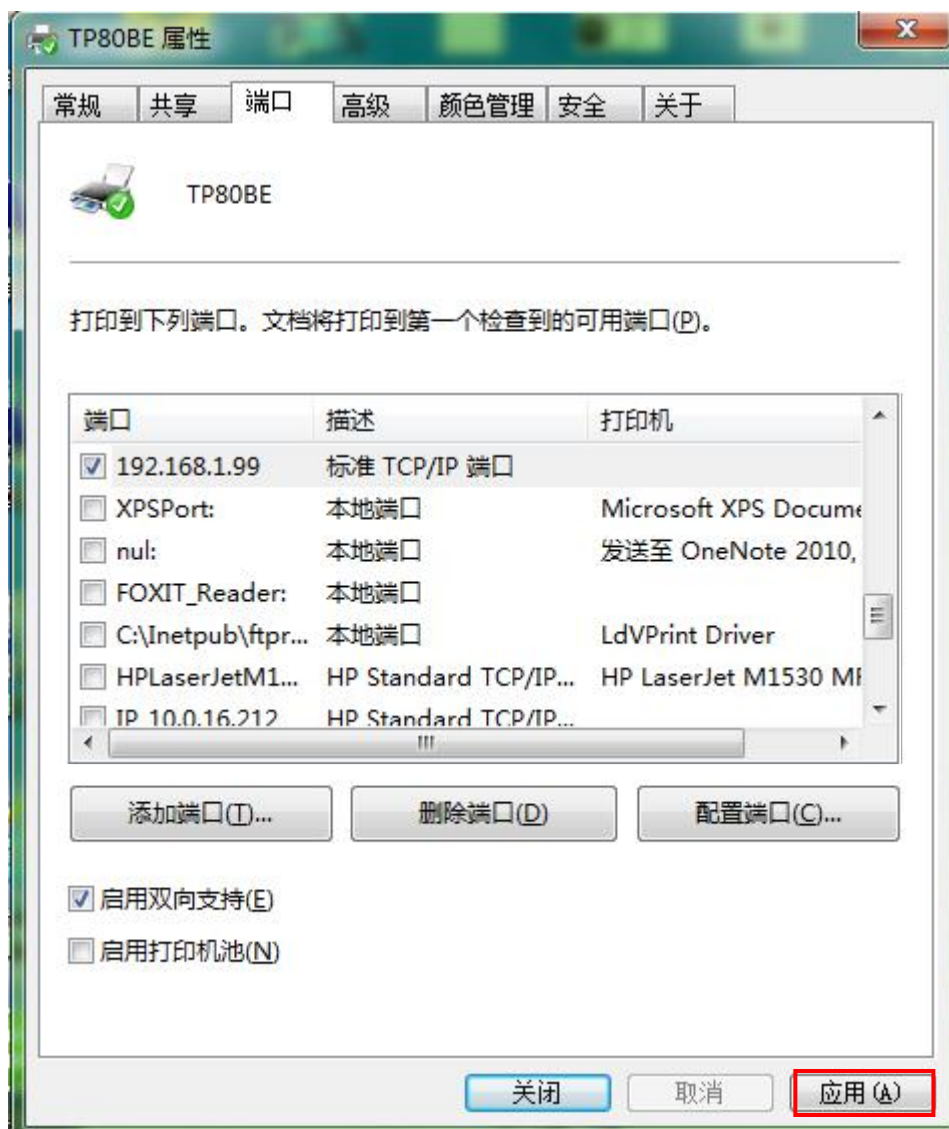 TP80BE 属性
常规 共享 端口 高级 颜色管理 安全 关于
TP80BE
打印到下列端口。文档将打印到第一个检查到的可用端口(P)。
端口 描述 打印机
192.168.1.99 标准 TCP/IP 端口
XPSPort: 本地端口 Microsoft XPS Docume
nul: 本地端口 发送至 OneNote 2010,
FOXIT_Reader: 本地端口
C:\Inetpub\ftpr... 本地端口 LdVPrint Driver
HPLaserJetM1... HP Standard TCP/IP... HP LaserJet M1530 MF
IP_10.0.16.212 HP Standard TCP/IP...
添加端口(T)... 删除端口(D) 配置端口(C)...
启用双向支持(E)
启用打印机池(N)
关闭 取消 应用(A)